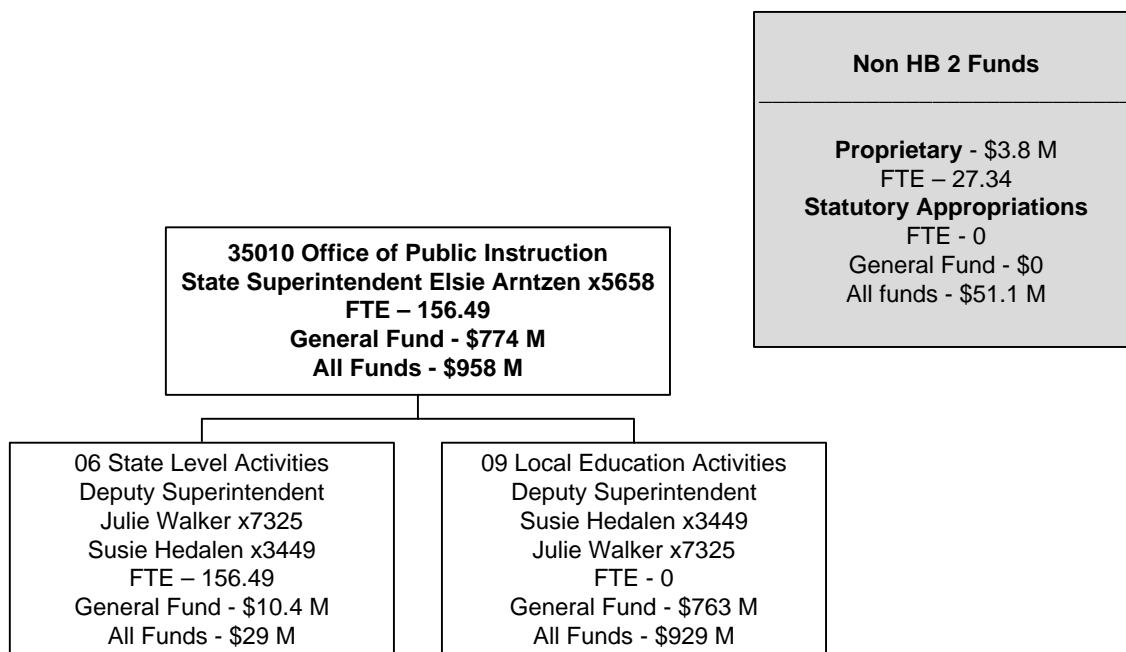 Non HB 2 Funds
Proprietary - $3.8 M
FTE – 27.34
Statutory Appropriations
FTE - 0
General Fund - $0
All funds - $51.1 M
35010 Office of Public Instruction
State Superintendent Elsie Arntzen x5658
FTE – 156.49
General Fund - $774 M
All Funds - $958 M
06 State Level Activities
Deputy Superintendent
Julie Walker x7325
Susie Hedalen x3449
FTE – 156.49
General Fund - $10.4 M
All Funds - $29 M
09 Local Education Activities
Deputy Superintendent
Susie Hedalen x3449
Julie Walker x7325
FTE - 0
General Fund - $763 M
All Funds - $929 M